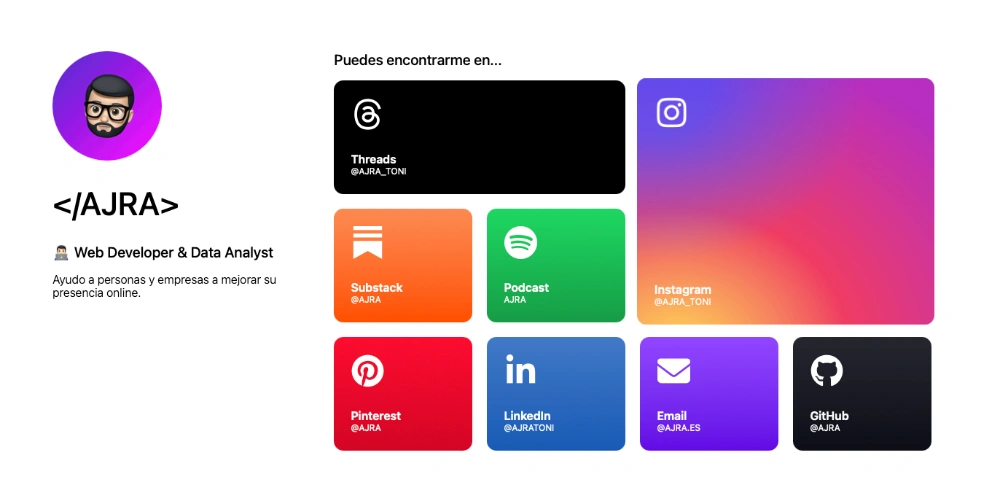 </AJRA>
Web Developer & Data Analyst
Ayudo a personas y empresas a mejorar su
presencia online.
Puedes encontrarme en...
Threads
@AJRA_TONI
Instagram
@AJRA_TONI
Substack
@AJRA
Podcast
AJRA
Pinterest
@AJRA
LinkedIn
@AJRATONI
Email
@AJRA.ES
GitHub
@AJRA